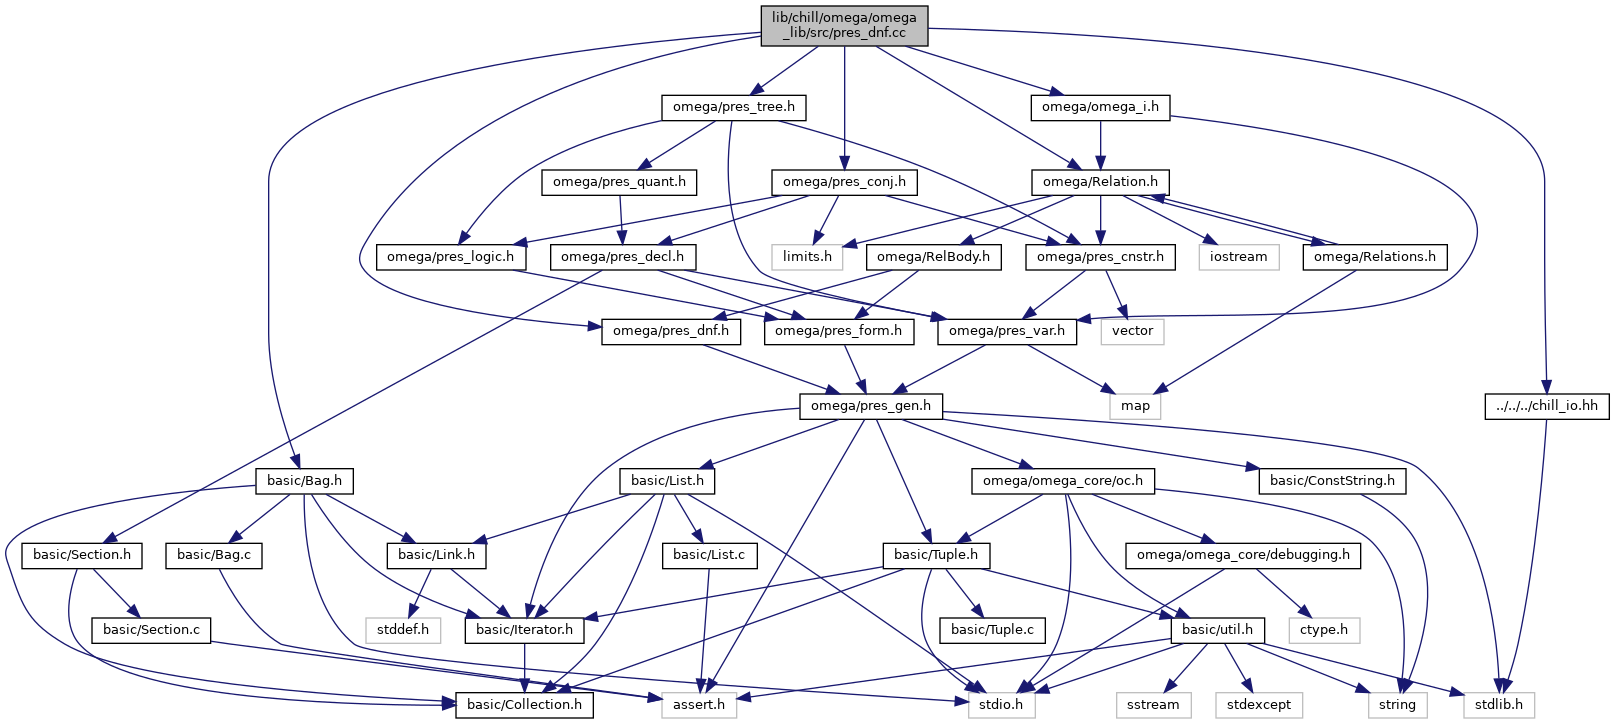 lib/chill/omega/omega
_lib/src/pres_dnf.cc
omega/pres_tree.h
omega/omega_i.h
omega/pres_quant.h
omega/pres_conj.h
omega/Relation.h
omega/pres_logic.h
omega/pres_decl.h
limits.h
omega/RelBody.h
omega/pres_cnstr.h
iostream
omega/Relations.h
omega/pres_dnf.h
omega/pres_form.h
omega/pres_var.h
vector
omega/pres_gen.h
map
../../../chill_io.hh
basic/Bag.h
basic/List.h
omega/omega_core/oc.h
basic/ConstString.h
basic/Section.h
basic/Bag.c
basic/Link.h
basic/List.c
basic/Tuple.h
omega/omega_core/debugging.h
basic/Section.c
stddef.h
basic/Iterator.h
basic/Tuple.c
basic/util.h
ctype.h
basic/Collection.h
assert.h
stdio.h
sstream
stdexcept
string
stdlib.h